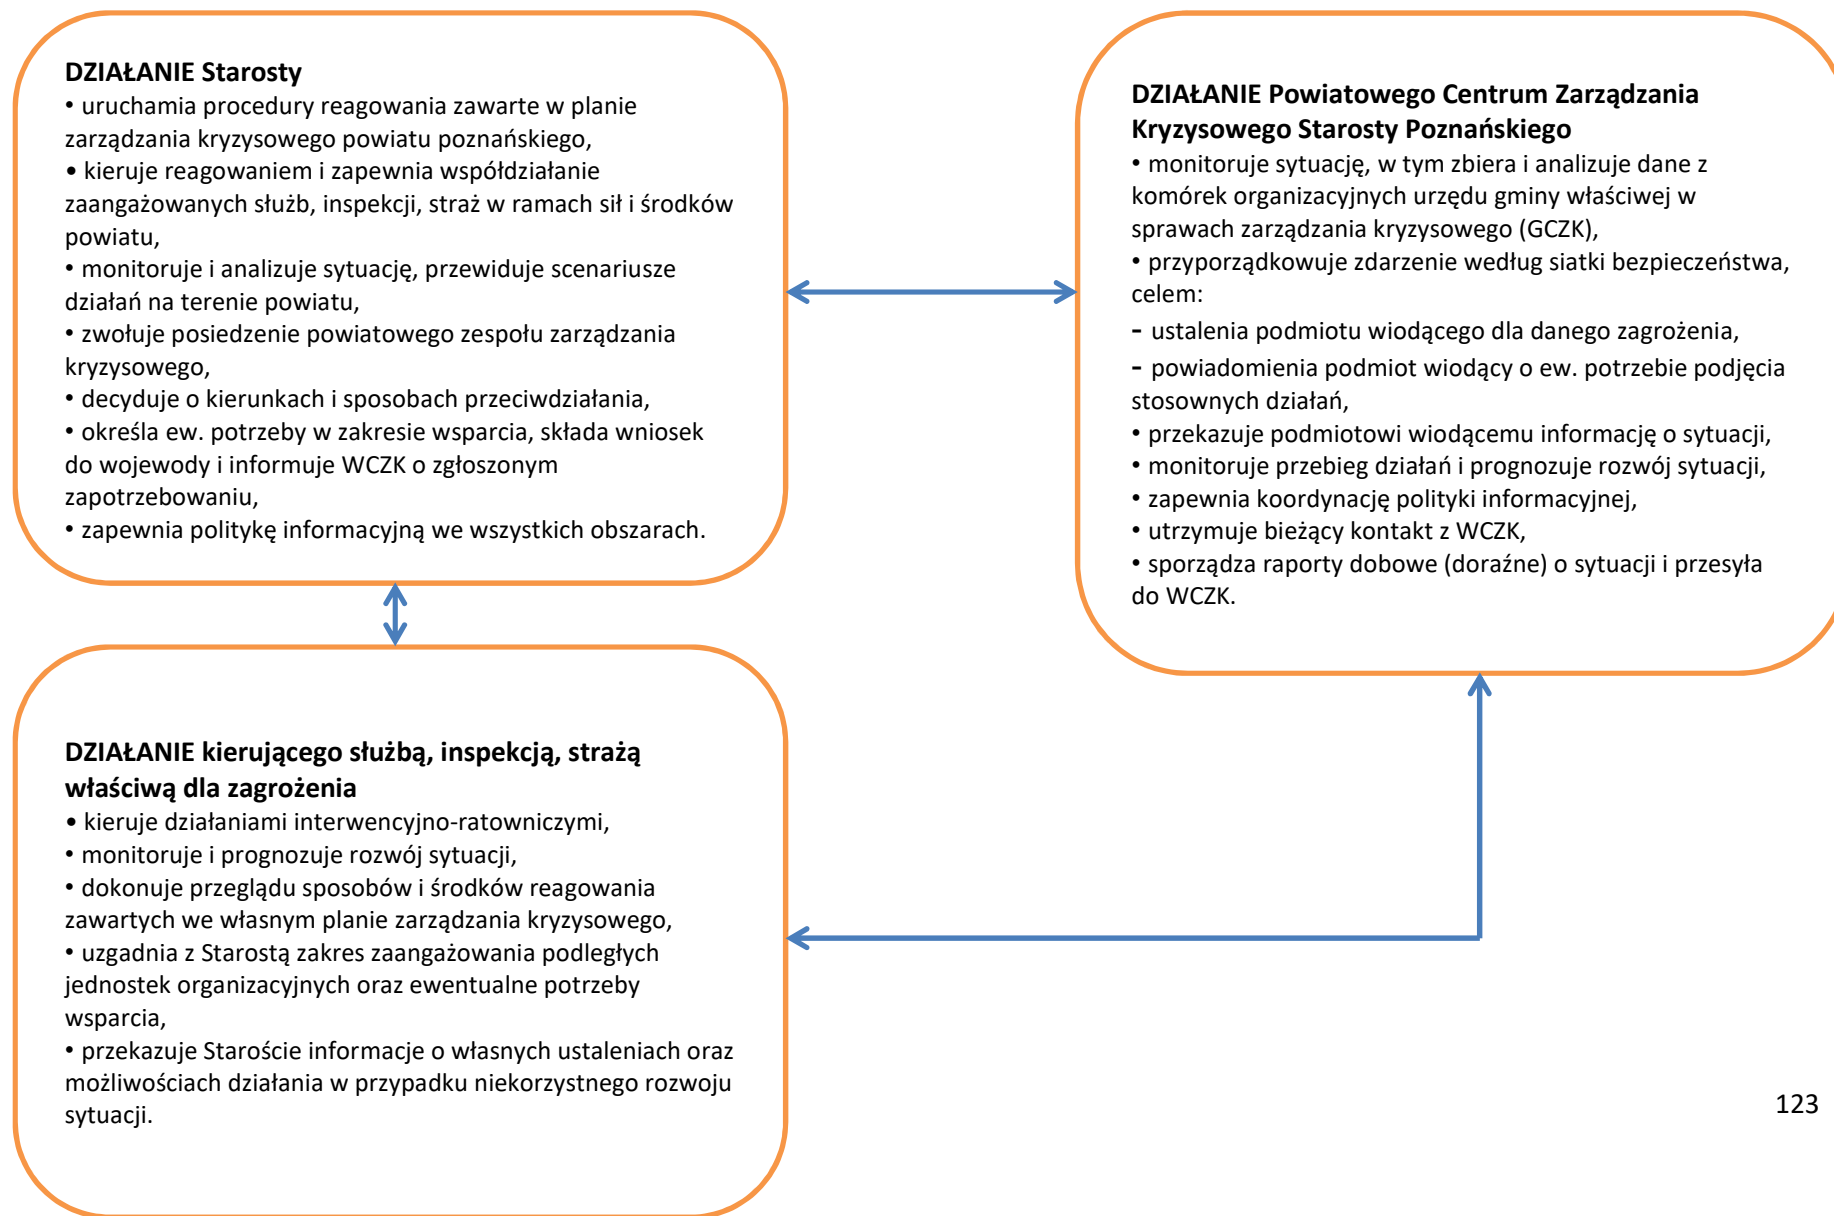 DZIAŁANIE Starosty
• uruchamia procedury reagowania zawarte w planie
zarządzania kryzysowego powiatu poznańskiego,
• kieruje reagowaniem i zapewnia współdziałanie
zaangażowanych służb, inspekcji, straż w ramach sił i środków
powiatu,
• monitoruje i analizuje sytuację, przewiduje scenariusze
działań na terenie powiatu,
• zwołuje posiedzenie powiatowego zespołu zarządzania
kryzysowego,
• decyduje o kierunkach i sposobach przeciwdziałania,
• określa ew. potrzeby w zakresie wsparcia, składa wniosek
do wojewody i informuje WCZK o zgłoszonym
zapotrzebowaniu,
• zapewnia politykę informacyjną we wszystkich obszarach.
DZIAŁANIE Powiatowego Centrum Zarządzania
Kryzysowego Starosty Poznańskiego
• monitoruje sytuację, w tym zbiera i analizuje dane z
komórek organizacyjnych urzędu gminy właściwej w
sprawach zarządzania kryzysowego (GCZK),
• przyporządkowuje zdarzenie według siatki bezpieczeństwa,
celem:
- ustalenia podmiotu wiodącego dla danego zagrożenia,
- powiadomienia podmiot wiodący o ew. potrzebie podjęcia
stosownych działań,
• przekazuje podmiotowi wiodącemu informację o sytuacji,
• monitoruje przebieg działań i prognozuje rozwój sytuacji,
• zapewnia koordynację polityki informacyjnej,
• utrzymuje bieżący kontakt z WCZK,
• sporządza raporty dobowe (doraźne) o sytuacji i przesyła
do WCZK.
DZIAŁANIE kierującego służbą, inspekcją, strażą
właściwą dla zagrożenia
• kieruje działaniami interwencyjno-ratowniczymi,
• monitoruje i prognozuje rozwój sytuacji,
• dokonuje przeglądu sposobów i środków reagowania
zawartych we własnym planie zarządzania kryzysowego,
• uzgadnia z Starostą zakres zaangażowania podległych
jednostek organizacyjnych oraz ewentualne potrzeby
wsparcia,
• przekazuje Staroście informacje o własnych ustaleniach oraz
możliwościach działania w przypadku niekorzystnego rozwoju
sytuacji.
123